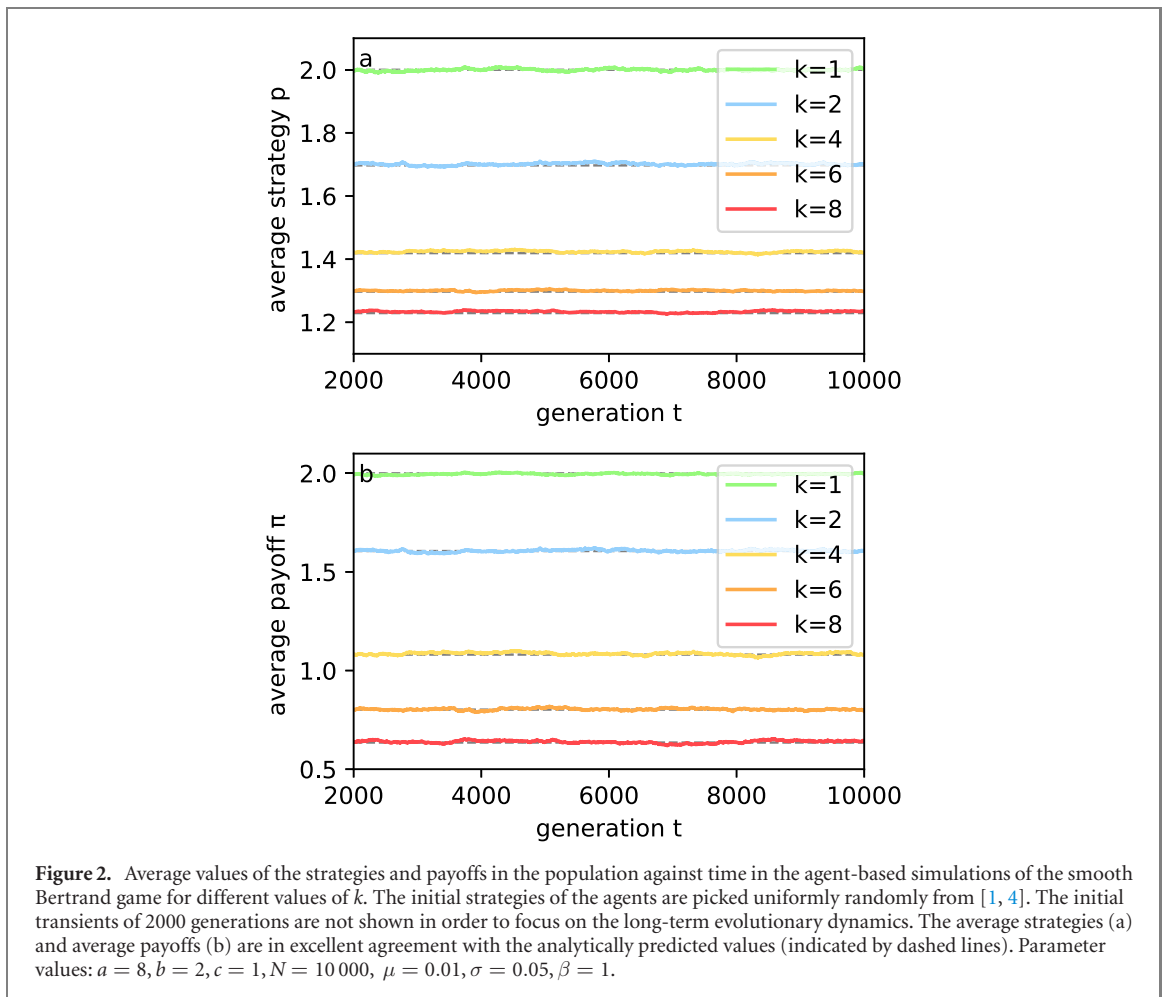 a
2.0
1.8
1.6
1.4
1.2
average strategy p
k=1
k=2
k=4
k=6
k=8
2000 4000 6000 8000 10000
generation t
b
2.0
1.5
1.0
0.5
average payoff π
k=1
k=2
k=4
k=6
k=8
2000 4000 6000 8000 10000
generation t
Figure 2. Average values of the strategies and payoffs in the population against time in the agent-based simulations of the smooth
Bertrand game for different values of k. The initial strategies of the agents are picked uniformly randomly from [1, 4]. The initial
transients of 2000 generations are not shown in order to focus on the long-term evolutionary dynamics. The average strategies (a)
and average payoffs (b) are in excellent agreement with the analytically predicted values (indicated by dashed lines). Parameter
values: a = 8, b = 2, c = 1, N = 10 000, μ = 0.01, σ = 0.05, β = 1.